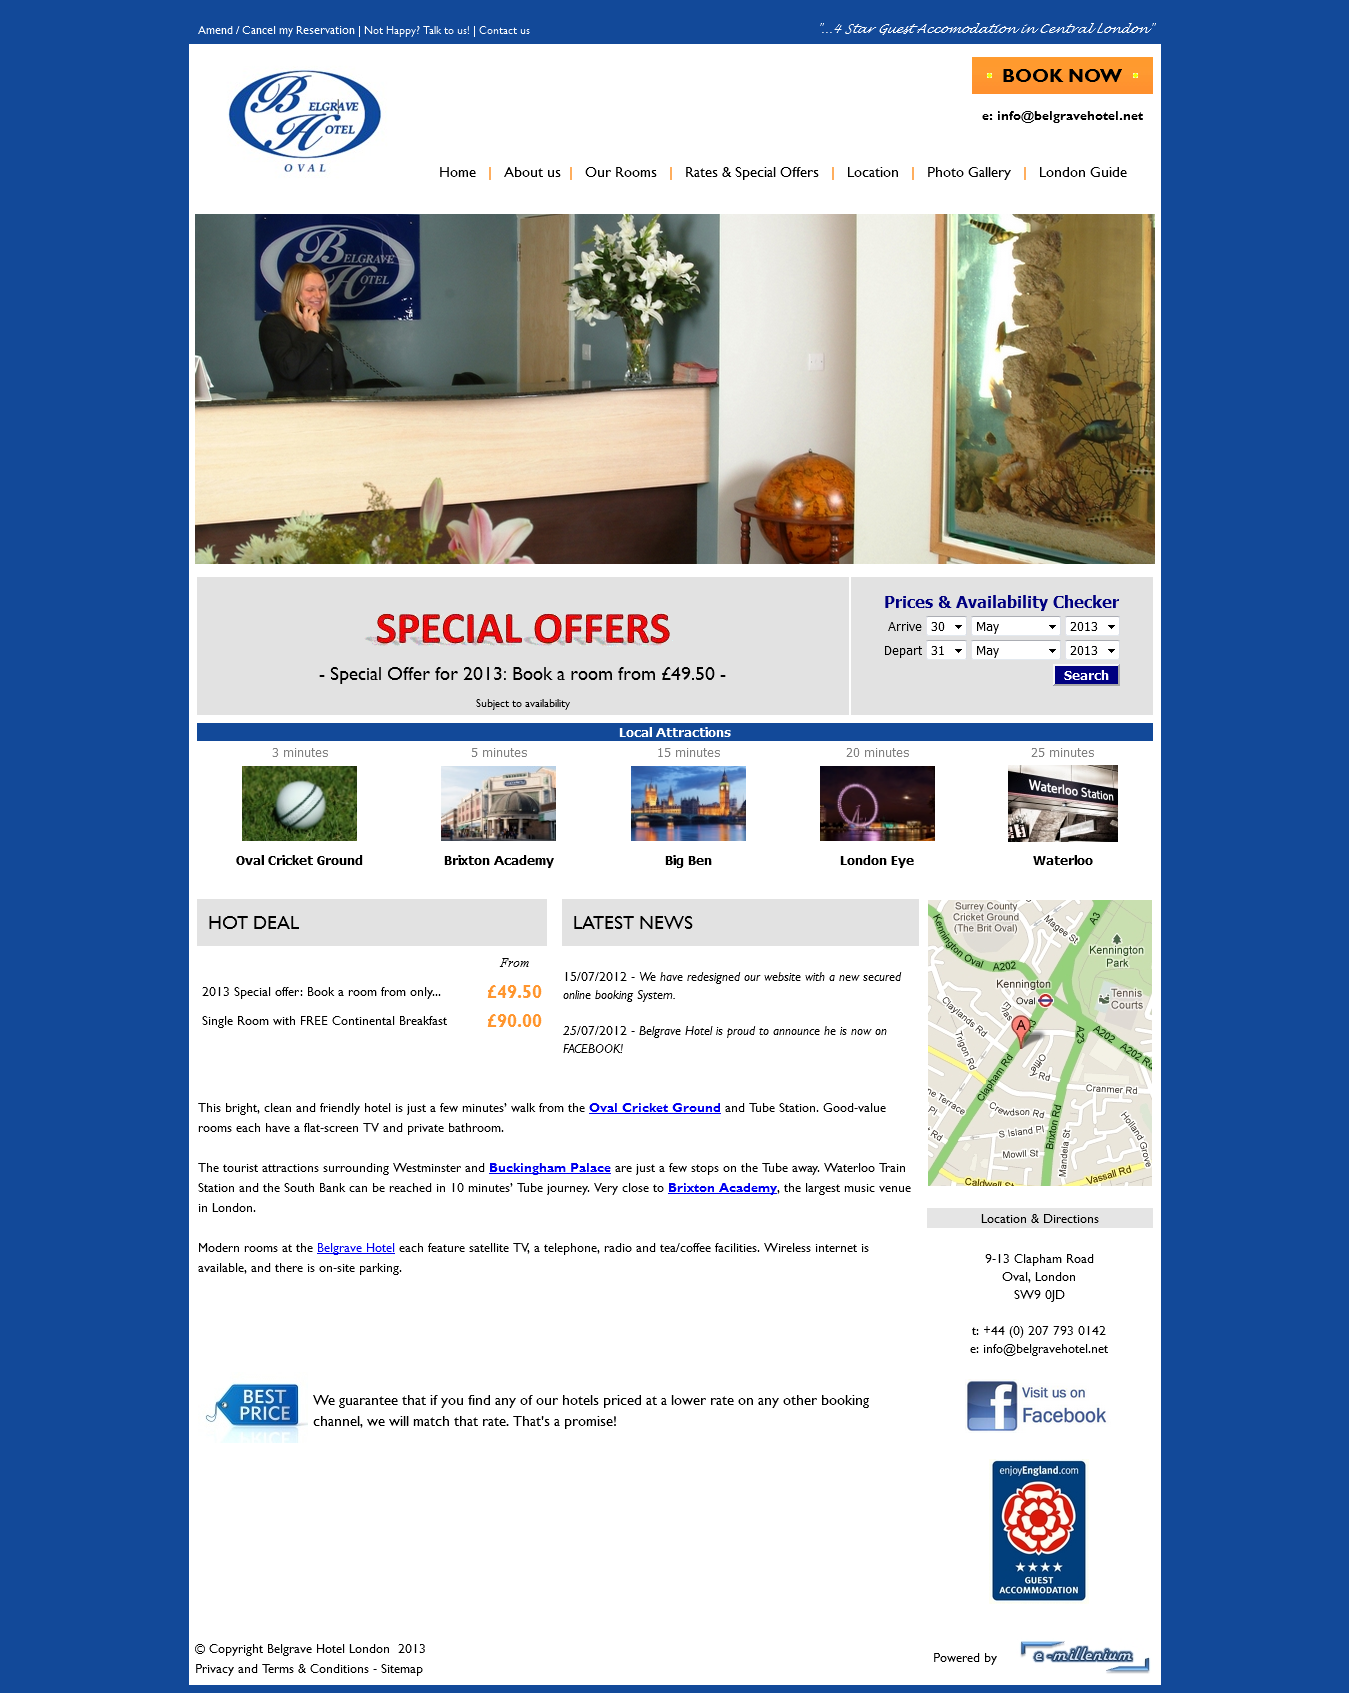 Amend / Cancel my Reservation | Not Happy? Talk to us! | Contact us
"...4 Star Guest Accomodation in Central London"
BELGRAVE
HOTEL
OVAL
BOOK NOW
e: info@belgravehotel.net
Home | About us | Our Rooms | Rates & Special Offers | Location | Photo Gallery | London Guide
BELGRAVE
HOTEL
SPECIAL OFFERS
- Special Offer for 2013: Book a room from £49.50 -
Subject to availability
Prices & Availability Checker
Arrive 30 May 2013
Depart 31 May 2013
Search
Local Attractions
3 minutes
5 minutes
15 minutes
20 minutes
25 minutes
Waterloo Station
Oval Cricket Ground
Brixton Academy
Big Ben
London Eye
Waterloo
HOT DEAL
From
2013 Special offer: Book a room from only... £49.50
Single Room with FREE Continental Breakfast £90.00
LATEST NEWS
15/07/2012 - We have redesigned our website with a new secured
online booking System.
25/07/2012 - Belgrave Hotel is proud to announce he is now on
FACEBOOK!
Surrey County
Cricket Ground
(The Brit Oval)
Magee St
A3
Kennington
Park
Kennington Oval
A202
Kennington
Oval
Tennis
Courts
Claylands Rd
A
A23
A202
A202 Rd
Trigon Rd
Offley Rd
Clapham Rd
Cranmer Rd
ne Terrace
Pl
Crewdson Rd
Holland Grove
Rd
S Island Pl
Brixton Rd
Mandela St
Mowll St
Vassall Rd
Caldwell St
This bright, clean and friendly hotel is just a few minutes’ walk from the Oval Cricket Ground and Tube Station. Good-value
rooms each have a flat-screen TV and private bathroom.
The tourist attractions surrounding Westminster and Buckingham Palace are just a few stops on the Tube away. Waterloo Train
Station and the South Bank can be reached in 10 minutes’ Tube journey. Very close to Brixton Academy, the largest music venue
in London.
Modern rooms at the Belgrave Hotel each feature satellite TV, a telephone, radio and tea/coffee facilities. Wireless internet is
available, and there is on-site parking.
BEST
PRICE
We guarantee that if you find any of our hotels priced at a lower rate on any other booking
channel, we will match that rate. That's a promise!
Location & Directions
9-13 Clapham Road
Oval, London
SW9 0JD
t: +44 (0) 207 793 0142
e: info@belgravehotel.net
f
Visit us on
Facebook
enjoyEngland.com
GUEST
ACCOMMODATION
© Copyright Belgrave Hotel London 2013
Privacy and Terms & Conditions - Sitemap
Powered by
e-millenium